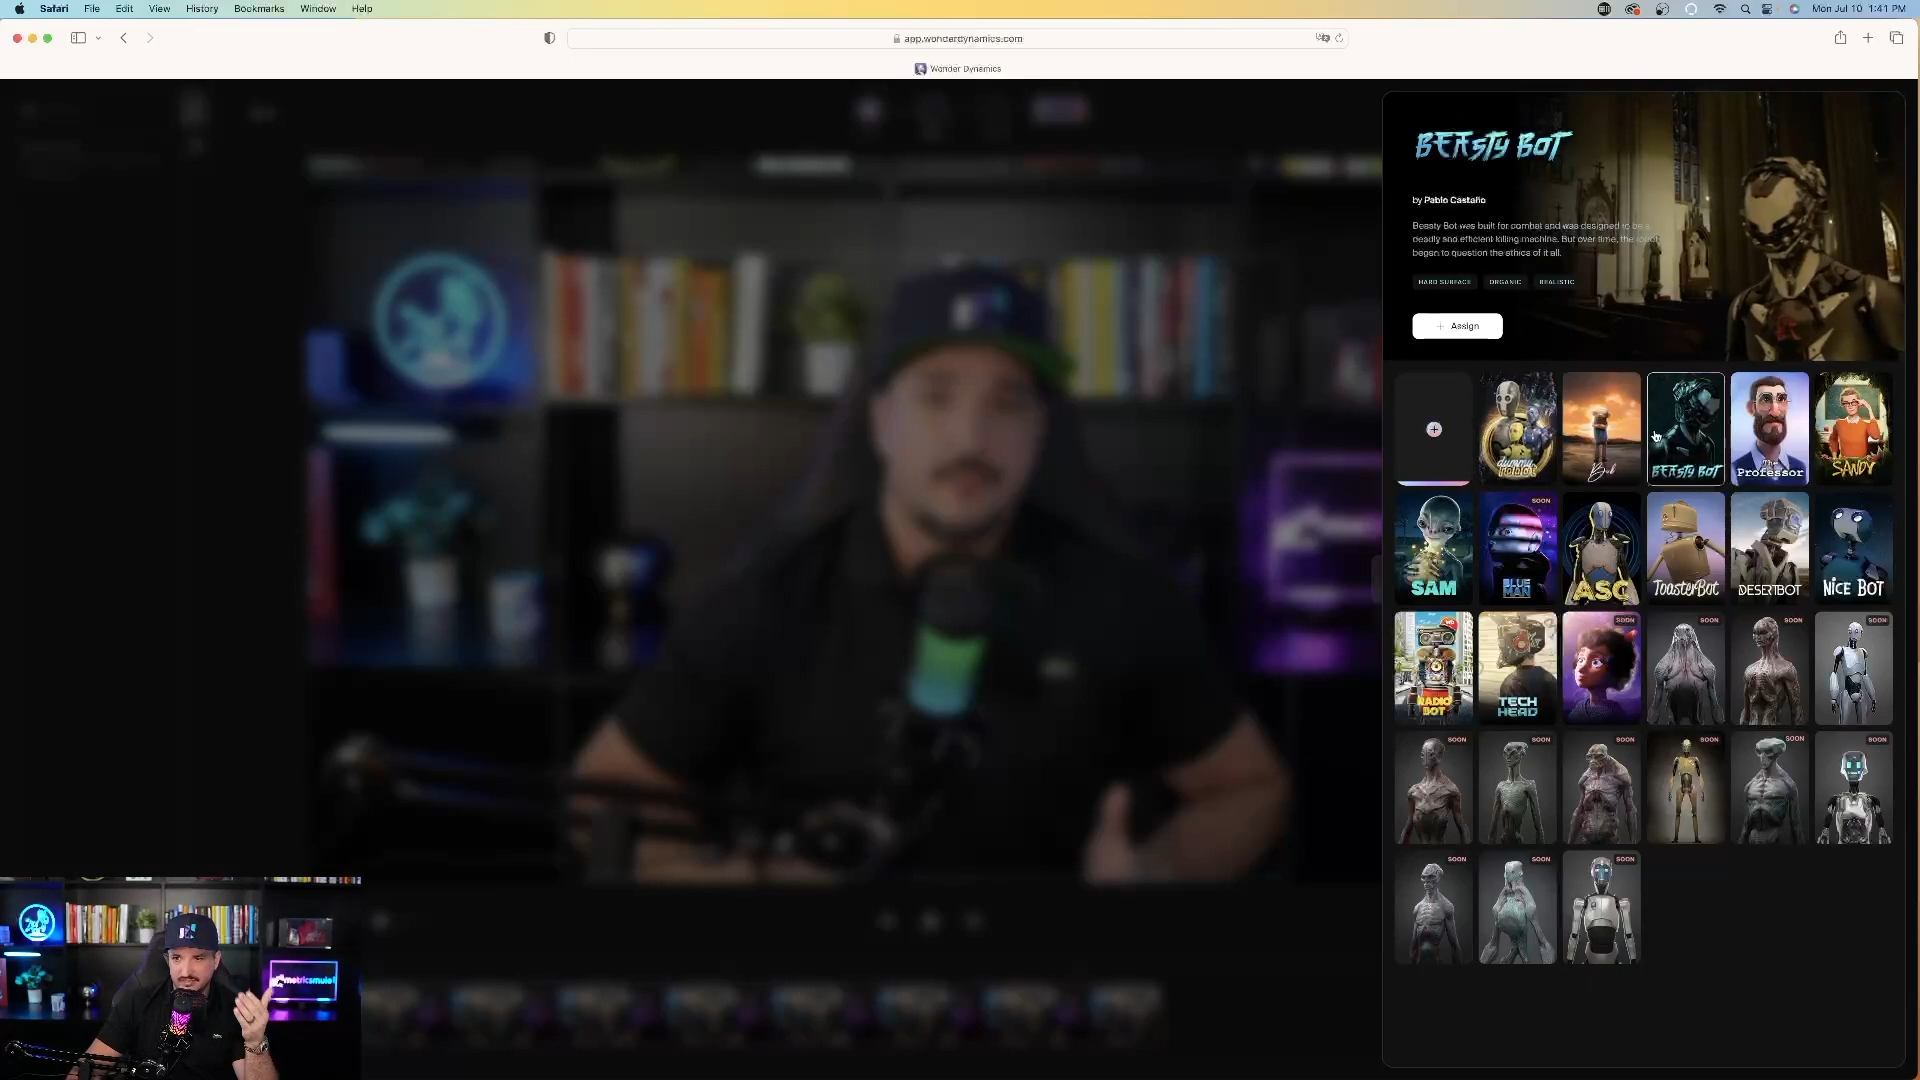 Safari File Edit View History Bookmarks Window Help
Mon Jul 10 1:41 PM
app.wonderdynamics.com
Wonder Dynamics
BEASTY BOT
by Pablo Castaño
Beasty Bot was built for combat and was designed to be a
deadly and efficient killing machine. But over time, the robot
began to question the ethics of it all.
HARD SURFACE ORGANIC REALISTIC
+ Assign
Bob
BEASTY BOT
The Professor
SANDY
SAM
SOON
BLUE MAN
ASC
ToasterBot
DESERTBOT
NICE BOT
RADIO BOT
TECH HEAD
SOON
SOON
SOON
SOON
SOON
SOON
SOON
SOON
SOON
SOON
SOON
SOON
SOON
metricsmule